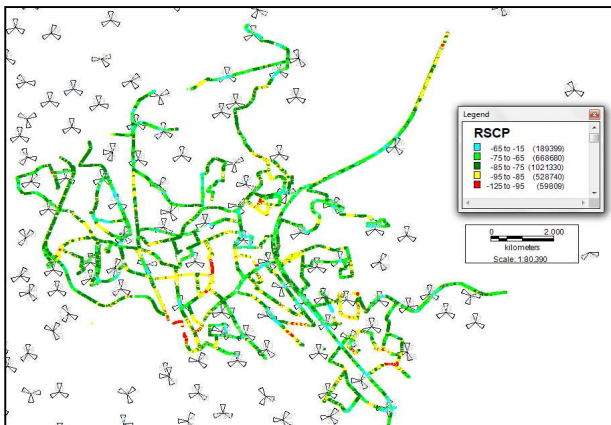 Legend
RSCP
-65 to -15 (189399)
-75 to -65 (668680)
-85 to -75 (1021330)
-95 to -85 (528740)
-125 to -95 (59809)
0 2.000
kilometers
Scale: 1:80,390